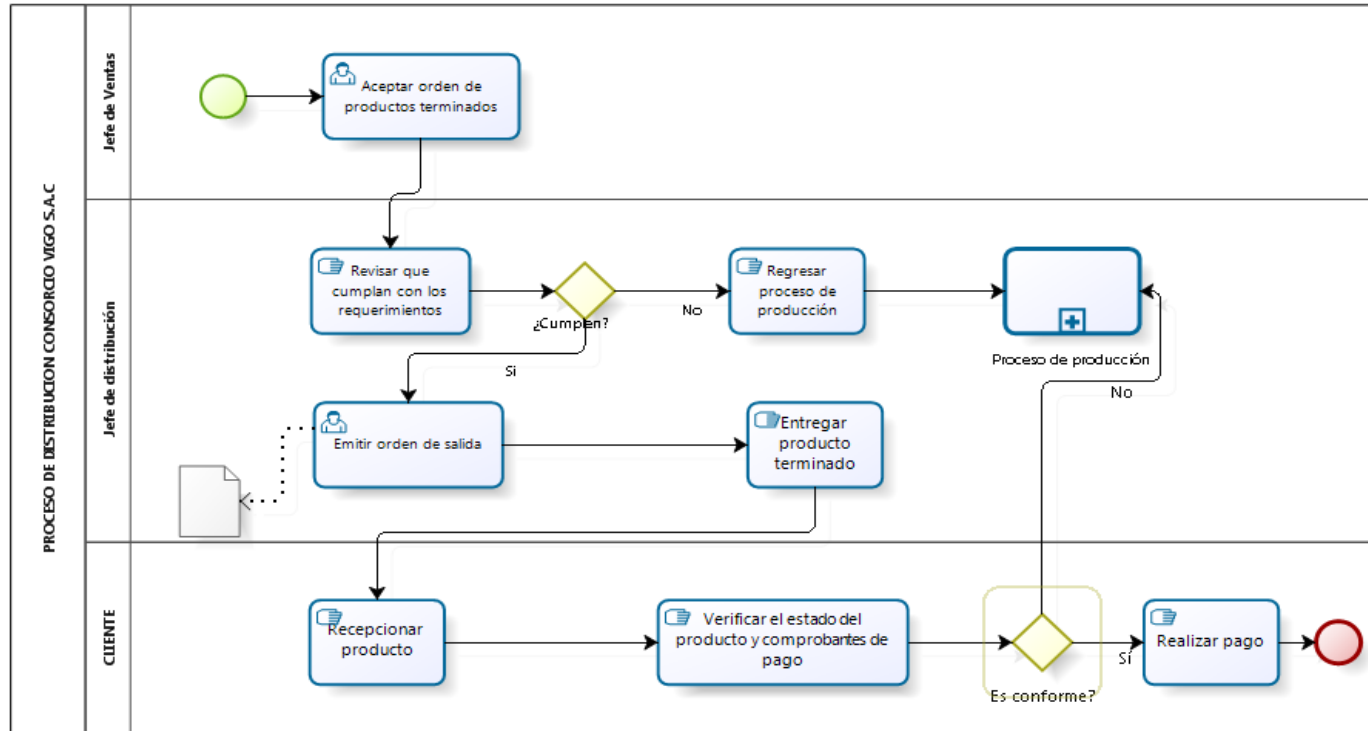 PROCESO DE DISTRIBUCION CONSORCIO VIGO S.A.C
Jefe de Ventas
Aceptar orden de
productos terminados
Jefe de distribución
Revisar que
cumplan con los
requerimientos
¿Cumplen?
No
Regresar
proceso de
producción
Proceso de producción
Si
No
Emitir orden de salida
Entregar
producto
terminado
CLIENTE
Recepcionar
producto
Verificar el estado del
producto y comprobantes de
pago
Es conforme?
Sí
Realizar pago